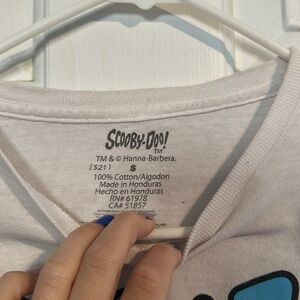 SCOOBY-DOO!
TM
TM & © Hanna-Barbera.
(S21) S
100% Cotton/Algodon
Made in Honduras
Hecho en Honduras
RN# 61978
CA# 51857